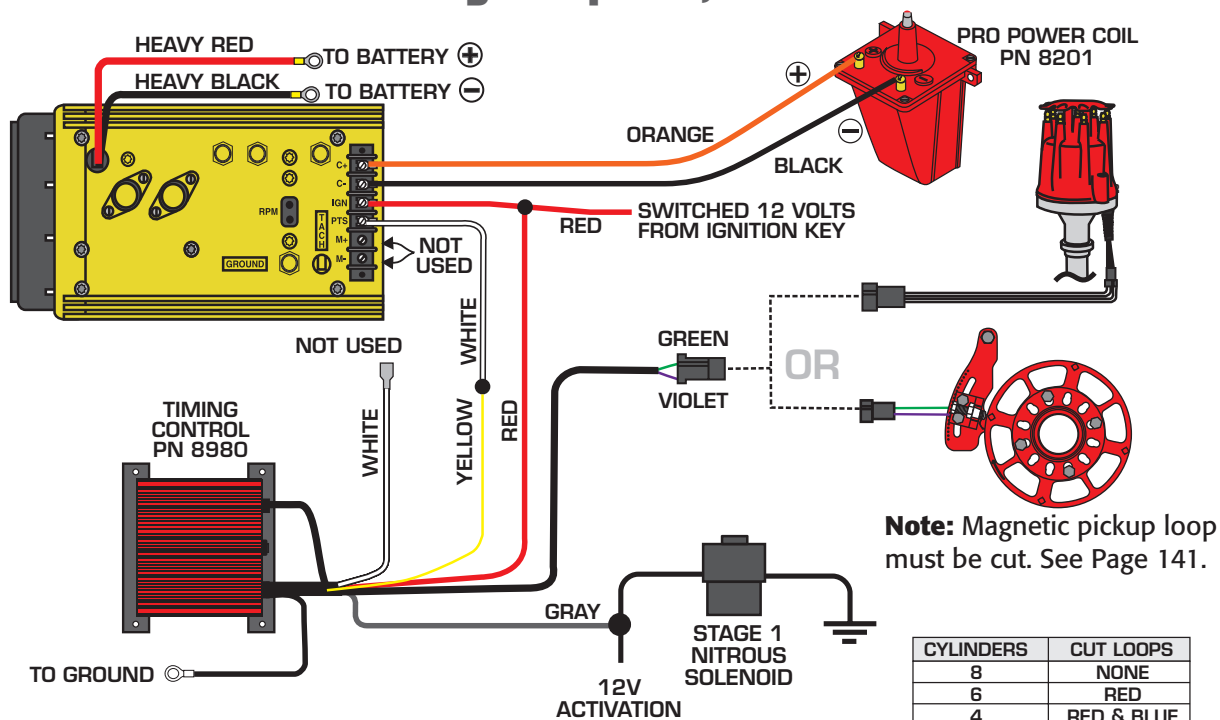 HEAVY RED
TO BATTERY +
HEAVY BLACK
TO BATTERY −
PRO POWER COIL
PN 8201
+
−
ORANGE
BLACK
C+
C-
IGN
PTS
M+
M-
RPM
TACH
GROUND
NOT
USED
RED
SWITCHED 12 VOLTS
FROM IGNITION KEY
NOT USED
WHITE
WHITE
YELLOW
RED
GREEN
VIOLET
OR
TIMING
CONTROL
PN 8980
Note: Magnetic pickup loop
must be cut. See Page 141.
GRAY
STAGE 1
NITROUS
SOLENOID
TO GROUND
12V
ACTIVATION
CYLINDERS CUT LOOPS
8 NONE
6 RED
4 RED & BLUE